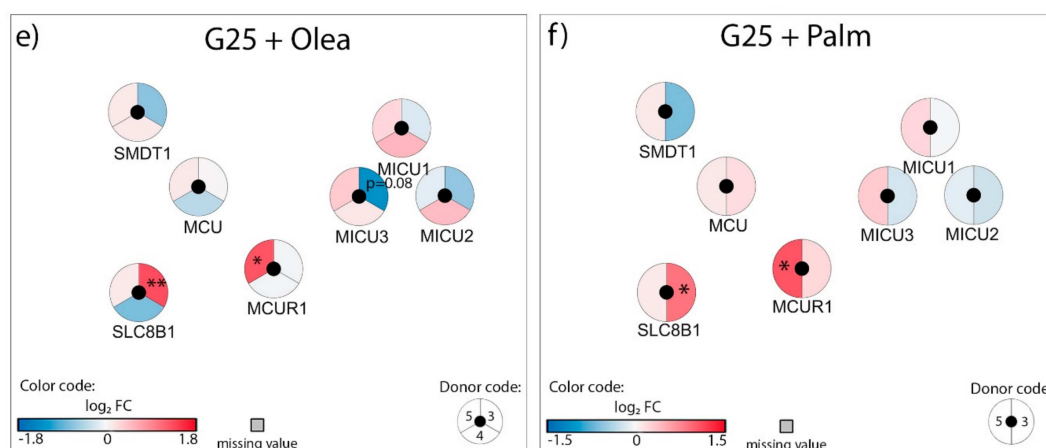 e)
G25 + Olea
SMDT1
MICU1
p=0.08
MCU
MICU3
MICU2
*
MCUR1
**
SLC8B1
Color code:
log₂ FC
-1.8 0 1.8
missing value
Donor code:
5 3
4
f)
G25 + Palm
SMDT1
MICU1
MCU
MICU3
MICU2
*
MCUR1
*
SLC8B1
Color code:
log₂ FC
-1.5 0 1.5
missing value
Donor code:
5 3